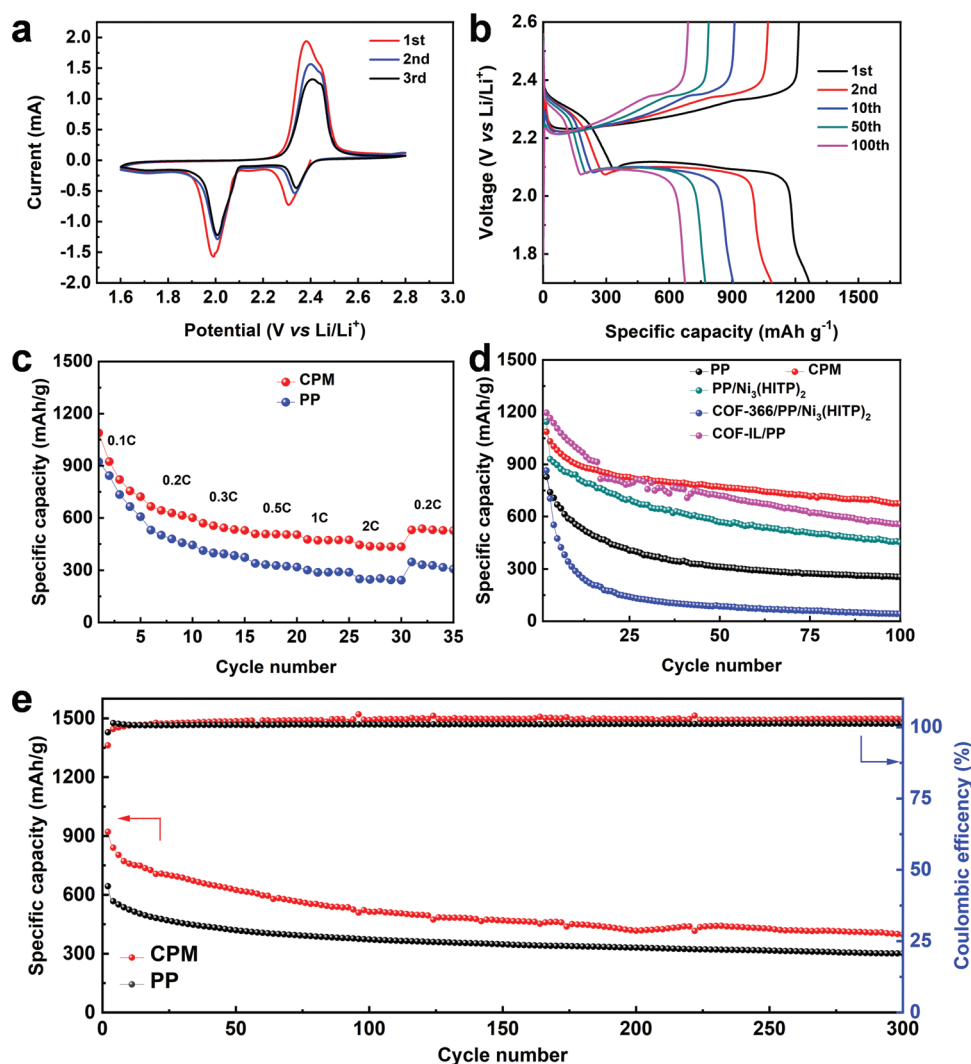 a
2.0
1.5
1.0
0.5
0.0
-0.5
-1.0
-1.5
-2.0
Current (mA)
1st
2nd
3rd
1.6 1.8 2.0 2.2 2.4 2.6 2.8 3.0
Potential (V vs Li/Li⁺)
b
2.6
2.4
2.2
2.0
1.8
Voltage (V vs Li/Li⁺)
1st
2nd
10th
50th
100th
0 300 600 900 1200 1500
Specific capacity (mAh g⁻¹)
c
1500
1200
900
600
300
0
Specific capacity (mAh/g)
CPM
PP
0.1C
0.2C
0.3C
0.5C
1C
2C
0.2C
5 10 15 20 25 30 35
Cycle number
d
1500
1200
900
600
300
0
Specific capacity (mAh/g)
PP CPM
PP/Ni₃(HITP)₂
COF-366/PP/Ni₃(HITP)₂
COF-IL/PP
25 50 75 100
Cycle number
e
1500
1200
900
600
300
0
Specific capacity (mAh/g)
CPM
PP
100
75
50
25
0
Coulombic efficency (%)
0 50 100 150 200 250 300
Cycle number